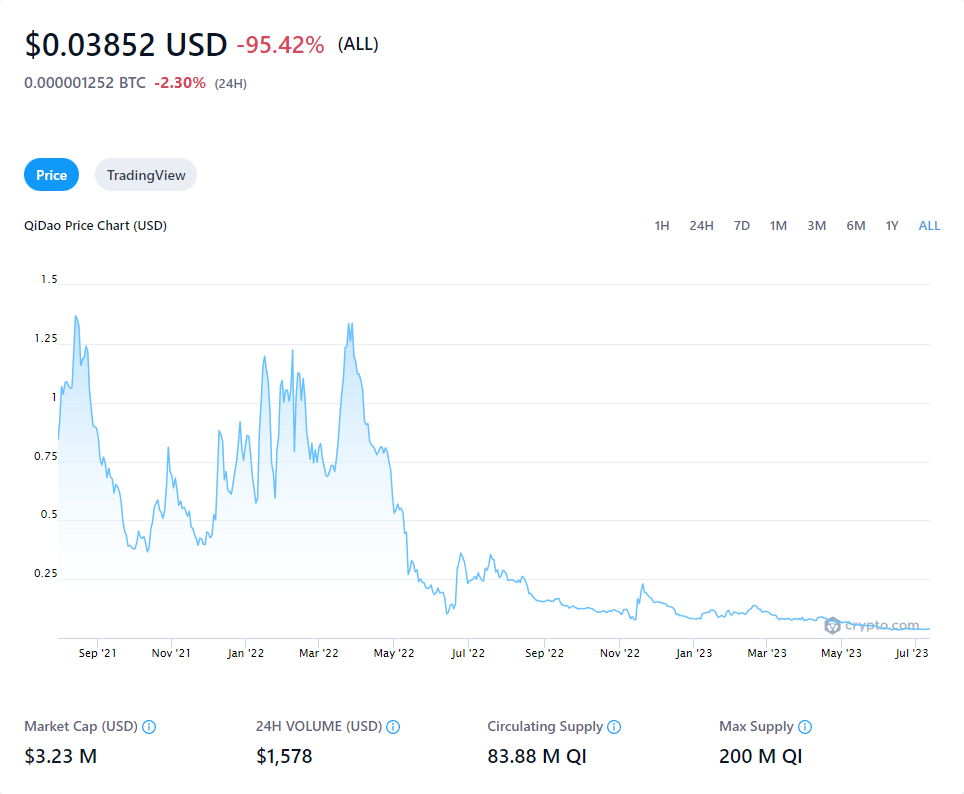 $0.03852 USD -95.42% (ALL)
0.000001252 BTC -2.30% (24H)
Price TradingView
QiDao Price Chart (USD) 1H 24H 7D 1M 3M 6M 1Y ALL
1.5
1.25
1
0.75
0.5
0.25
crypto.com
Sep '21 Nov '21 Jan '22 Mar '22 May '22 Jul '22 Sep '22 Nov '22 Jan '23 Mar '23 May '23 Jul '23
Market Cap (USD) 24H VOLUME (USD) Circulating Supply Max Supply
$3.23 M $1,578 83.88 M QI 200 M QI